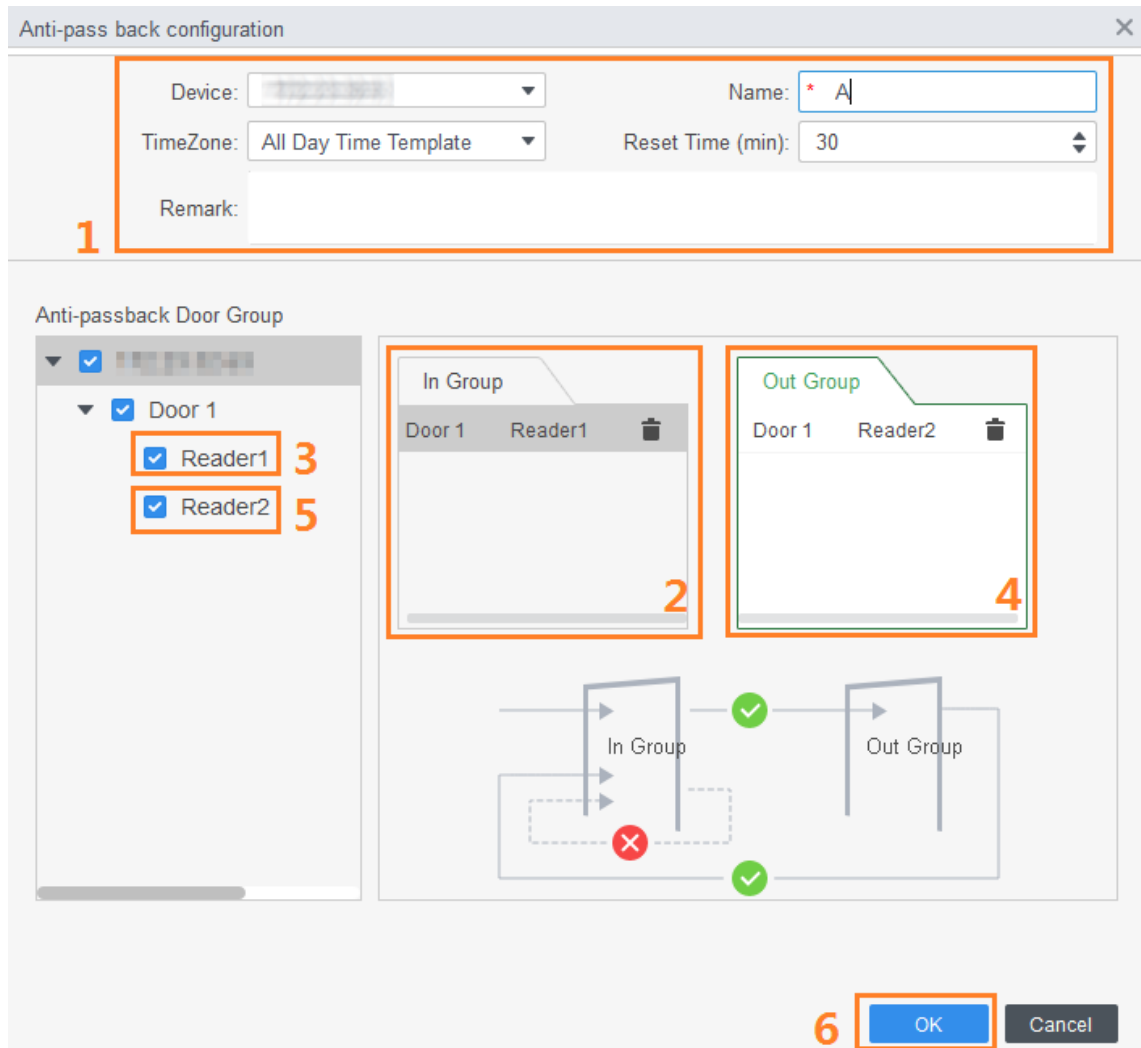 Anti-pass back configuration
Device:
Name: * A
TimeZone: All Day Time Template
Reset Time (min): 30
Remark:
1
Anti-passback Door Group
Door 1
Reader1 3
Reader2 5
In Group
Door 1 Reader1
2
Out Group
Door 1 Reader2
4
In Group
Out Group
6 OK Cancel